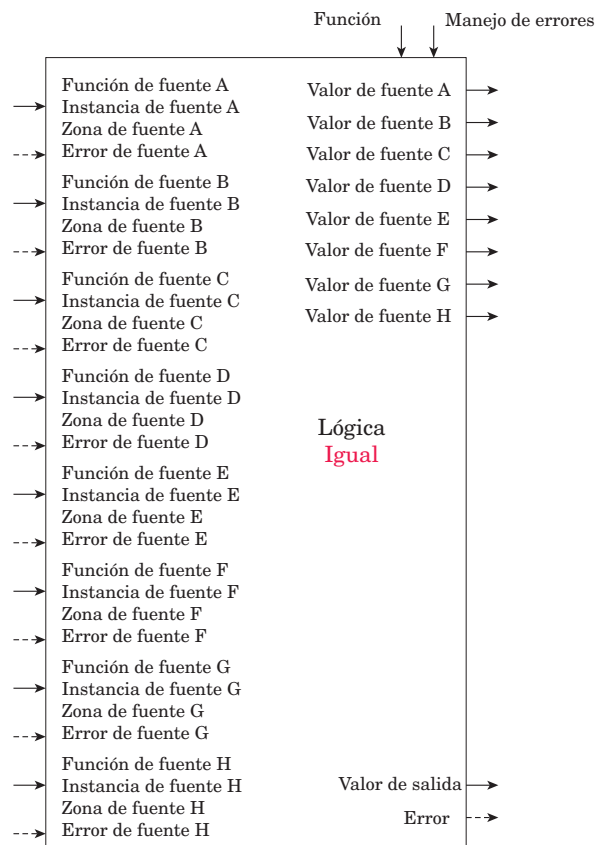 Función
Manejo de errores
Función de fuente A
Instancia de fuente A
Zona de fuente A
Error de fuente A
Función de fuente B
Instancia de fuente B
Zona de fuente B
Error de fuente B
Función de fuente C
Instancia de fuente C
Zona de fuente C
Error de fuente C
Función de fuente D
Instancia de fuente D
Zona de fuente D
Error de fuente D
Función de fuente E
Instancia de fuente E
Zona de fuente E
Error de fuente E
Función de fuente F
Instancia de fuente F
Zona de fuente F
Error de fuente F
Función de fuente G
Instancia de fuente G
Zona de fuente G
Error de fuente G
Función de fuente H
Instancia de fuente H
Zona de fuente H
Error de fuente H
Valor de fuente A
Valor de fuente B
Valor de fuente C
Valor de fuente D
Valor de fuente E
Valor de fuente F
Valor de fuente G
Valor de fuente H
Lógica
Igual
Valor de salida
Error